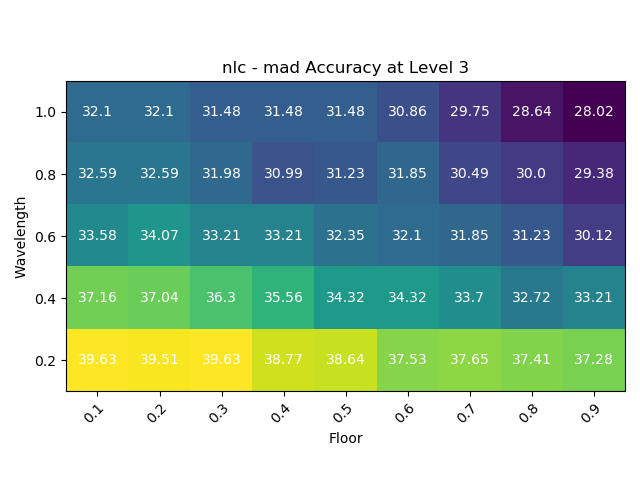 nlc - mad Accuracy at Level 3
1.0 32.1 32.1 31.48 31.48 31.48 30.86 29.75 28.64 28.02
0.8 32.59 32.59 31.98 30.99 31.23 31.85 30.49 30.0 29.38
Wavelength
0.6 33.58 34.07 33.21 33.21 32.35 32.1 31.85 31.23 30.12
0.4 37.16 37.04 36.3 35.56 34.32 34.32 33.7 32.72 33.21
0.2 39.63 39.51 39.63 38.77 38.64 37.53 37.65 37.41 37.28
0.1 0.2 0.3 0.4 0.5 0.6 0.7 0.8 0.9
Floor